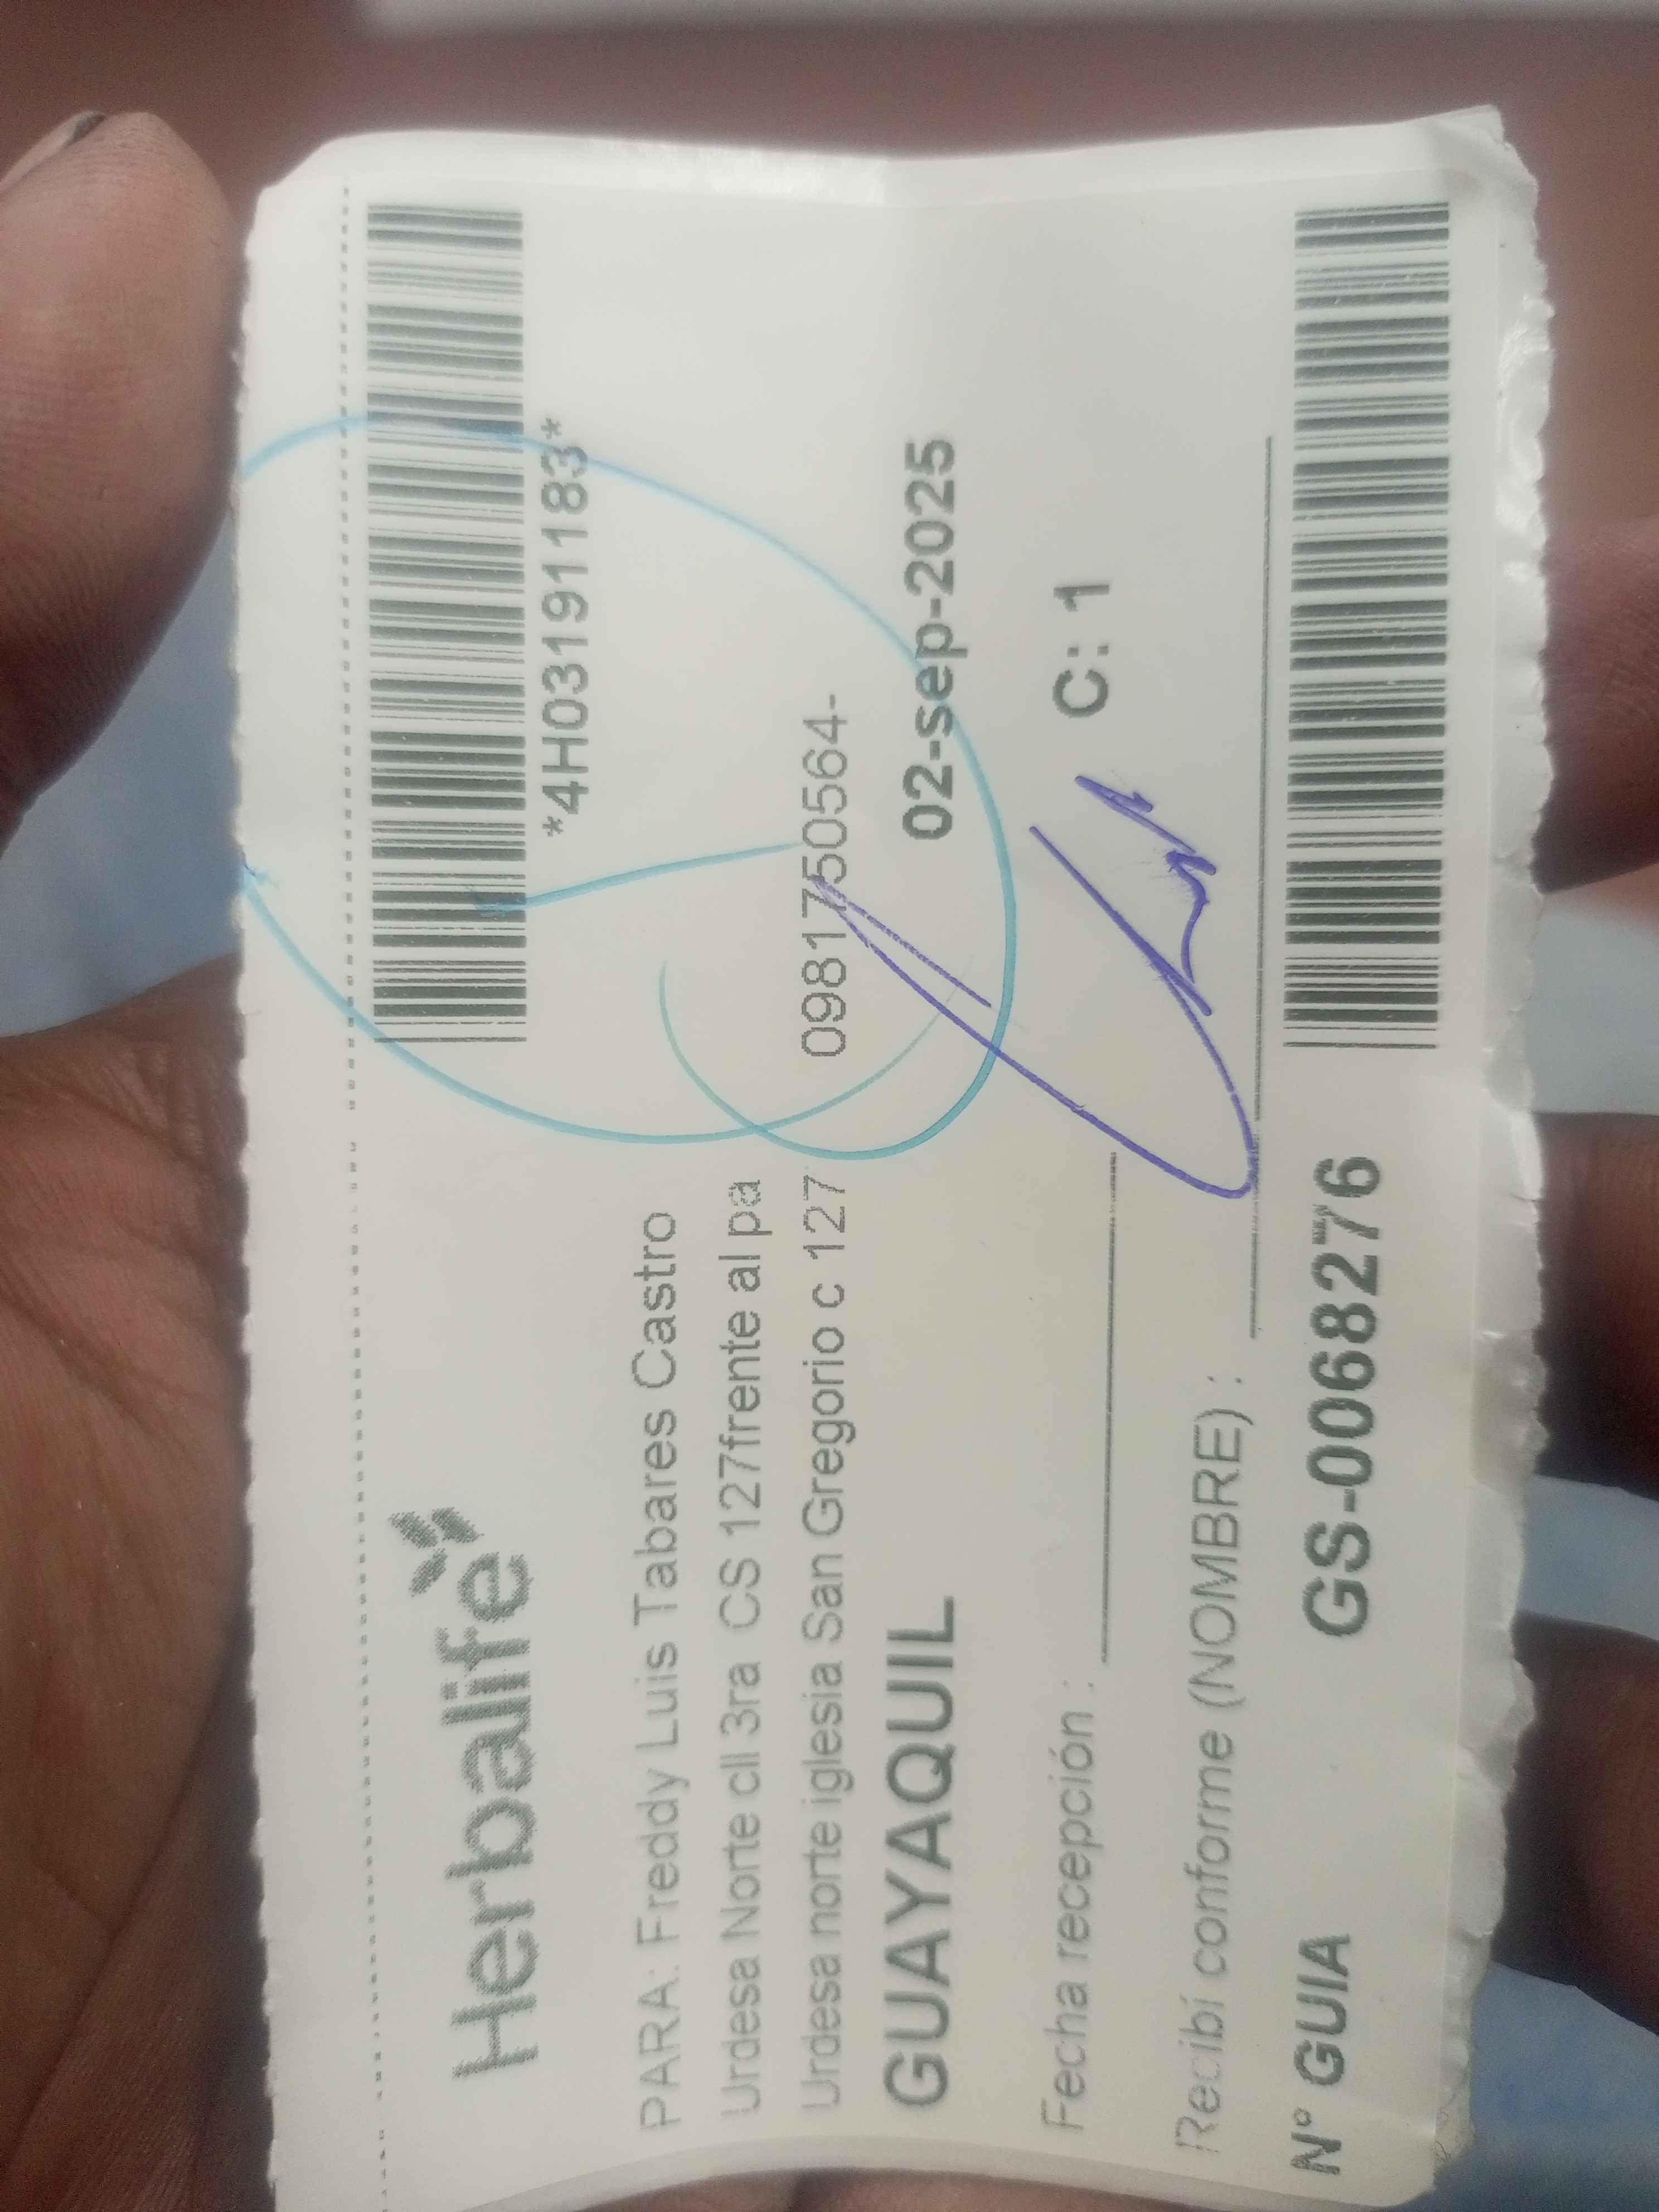 Herbalife
*4H03191183*
PARA: Freddy Luis Tabares Castro
Urdesa Norte cll 3ra CS 127frente al pa
Urdesa norte iglesia San Gregorio c 127 0981750564-
GUAYAQUIL 02-sep-2025
Fecha recepción : C: 1
Recibí conforme (NOMBRE) :
N° GUIA GS-0068276